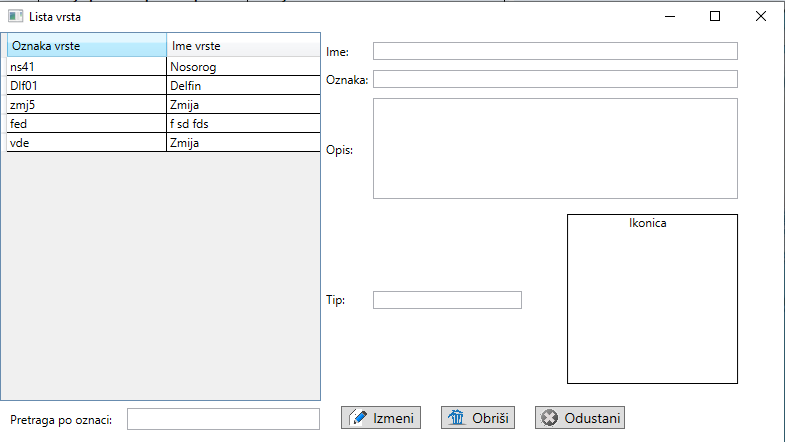 Lista vrsta
Oznaka vrste Ime vrste
ns41 Nosorog
Dlf01 Delfin
zmj5 Zmija
fed f sd fds
vde Zmija
Ime:
Oznaka:
Opis:
Ikonica
Tip:
Pretraga po oznaci:
Izmeni Obriši Odustani